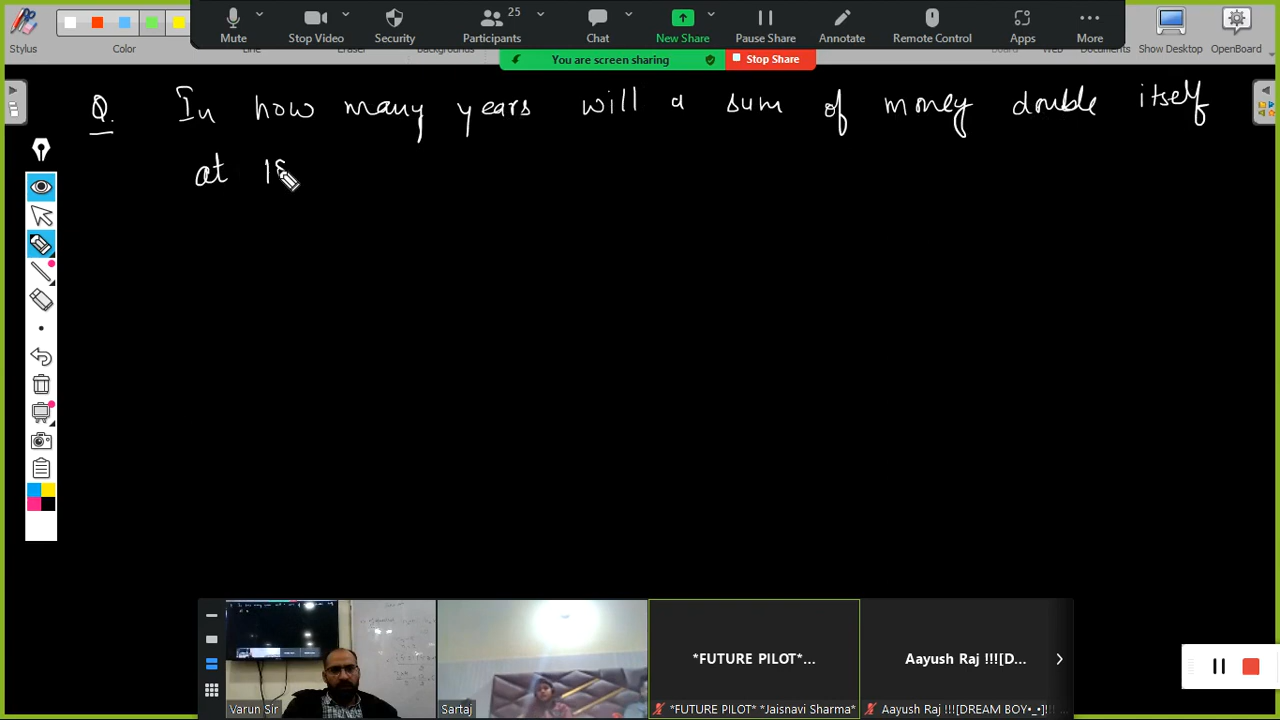 Mute
Stop Video
Security
25
Participants
Chat
New Share
Pause Share
Annotate
Remote Control
Apps
More
Stylus
Color
Backgrounds
Show Desktop
OpenBoard
You are screen sharing
Stop Share
Q. In how many years will a sum of money double itself
at
Varun Sir
Sartaj
*FUTURE PILOT*...
*FUTURE PILOT* *Jaisnavi Sharma*
Aayush Raj !!![D...
Aayush Raj !!![DREAM BOY•_•]!!! ...